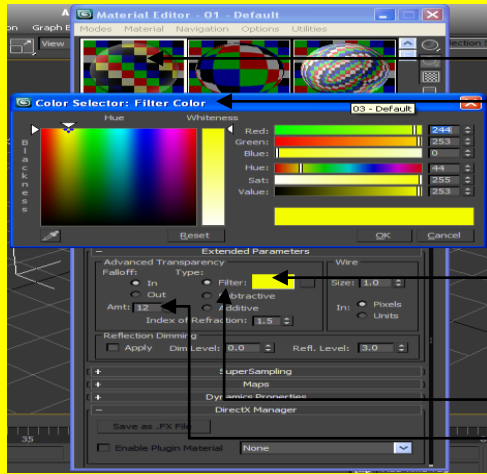 Material Editor - 01 - Default
Graph E
Modes Material Navigation Options Utilities
View
lection S
Color Selector: Filter Color
03 - Default
Hue Whiteness
Blackness
Red: 244
Green: 253
Blue: 0
Hue: 44
Sat: 255
Value: 253
Reset OK Cancel
Extended Parameters
Advanced Transparency Wire
Falloff: Type:
In Filter: Size: 1.0
Out Subtractive In: Pixels
Amt: 12 Additive Units
Index of Refraction: 1.5
Reflection Dimming
Apply Dim Level: 0.0 Refl. Level: 3.0
SuperSampling
Maps
Dynamics Properties
DirectX Manager
Save as .FX File
35
Enable Plugin Material None